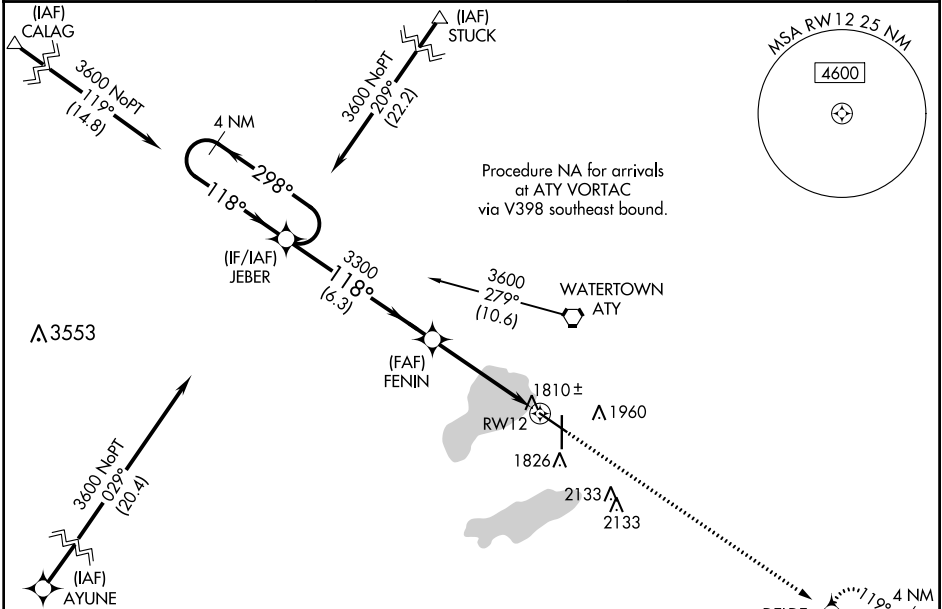 (IAF)
CALAG
3600 NoPT
119°
(14.8)
(IAF)
STUCK
3600 NoPT
209°
(22.2)
MSA RW12 25 NM
4600
4 NM
298°
118°
Procedure NA for arrivals
at ATY VORTAC
via V398 southeast bound.
(IF/IAF)
JEBER
3300
118°
(6.3)
3600
279°
(10.6)
WATERTOWN
ATY
3553
(FAF)
FENIN
1810±
RW12
1960
1826
2133
2133
3600 NoPT
029°
(20.4)
(IAF)
AYUNE
4 NM
119°